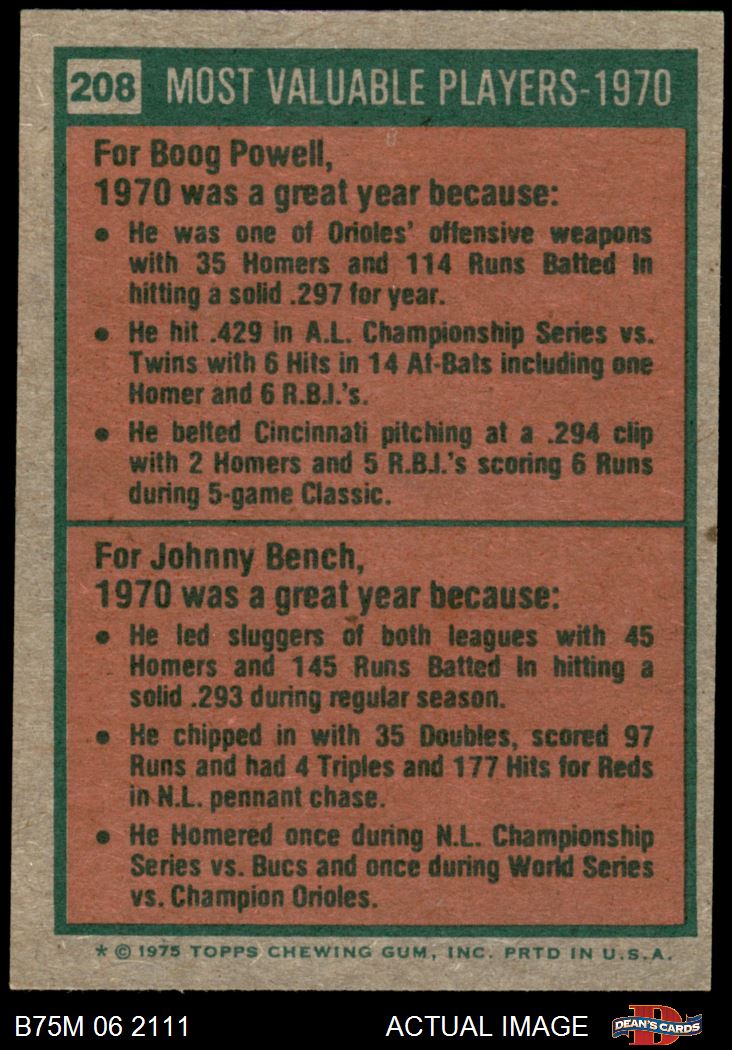 208 MOST VALUABLE PLAYERS-1970
For Boog Powell,
1970 was a great year because:
• He was one of Orioles' offensive weapons
with 35 Homers and 114 Runs Batted In
hitting a solid .297 for year.
• He hit .429 in A.L. Championship Series vs.
Twins with 6 Hits in 14 At-Bats including one
Homer and 6 R.B.I.'s.
• He belted Cincinnati pitching at a .294 clip
with 2 Homers and 5 R.B.I.'s scoring 6 Runs
during 5-game Classic.
For Johnny Bench,
1970 was a great year because:
• He led sluggers of both leagues with 45
Homers and 145 Runs Batted In hitting a
solid .293 during regular season.
• He chipped in with 35 Doubles, scored 97
Runs and had 4 Triples and 177 Hits for Reds
in N.L. pennant chase.
• He Homered once during N.L. Championship
Series vs. Bucs and once during World Series
vs. Champion Orioles.
* © 1975 TOPPS CHEWING GUM, INC. PRTD IN U.S.A.
B75M 06 2111 ACTUAL IMAGE D DEAN'S CARDS